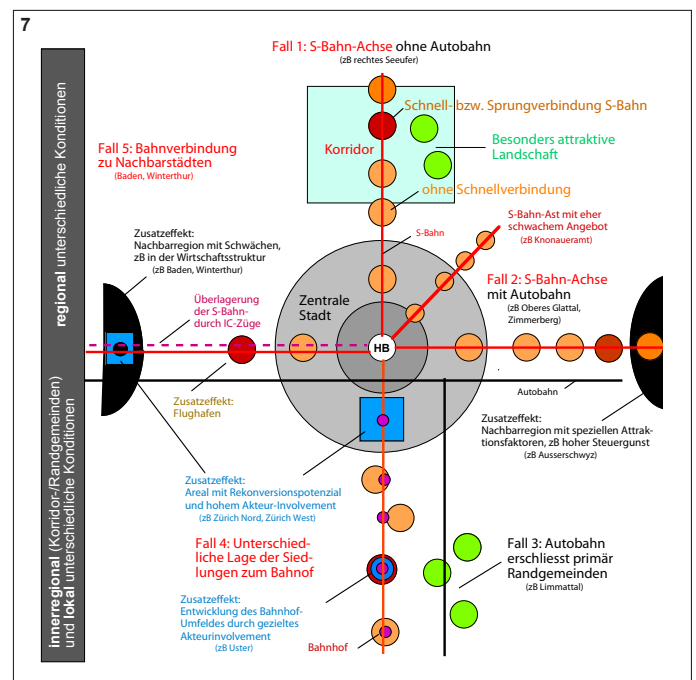 7
regional unterschiedliche Konditionen
innerregional (Korridor-/Randgemeinden)
und lokal unterschiedliche Konditionen
Fall 1: S-Bahn-Achse ohne Autobahn
(zB rechtes Seeufer)
Schnell- bzw. Sprungverbindung S-Bahn
Korridor
Besonders attraktive
Landschaft
ohne Schnellverbindung
Fall 5: Bahnverbindung
zu Nachbarstädten
(Baden, Winterthur)
S-Bahn
S-Bahn-Ast mit eher
schwachem Angebot
(zB Knonaueramt)
Zusatzeffekt:
Nachbarregion mit Schwächen,
zB in der Wirtschaftsstruktur
(zB Baden, Winterthur)
Zentrale
Stadt
Fall 2: S-Bahn-Achse
mit Autobahn
(zB Oberes Glattal,
Zimmerberg)
Überlagerung
der S-Bahn-
durch IC-Züge
HB
Autobahn
Zusatzeffekt:
Flughafen
Zusatzeffekt:
Nachbarregion mit speziellen Attrak-
tionsfaktoren, zB hoher Steuergunst
(zB Ausserschwyz)
Zusatzeffekt:
Areal mit Rekonversionspotenzial
und hohem Akteur-Involvement
(zB Zürich Nord, Zürich West)
Fall 4: Unterschied-
liche Lage der Sied-
lungen zum Bahnhof
Fall 3: Autobahn
erschliesst primär
Randgemeinden
(zB Limmattal)
Zusatzeffekt:
Entwicklung des Bahnhof-
Umfeldes durch gezieltes
Akteurinvolvement
(zB Uster)
Bahnhof